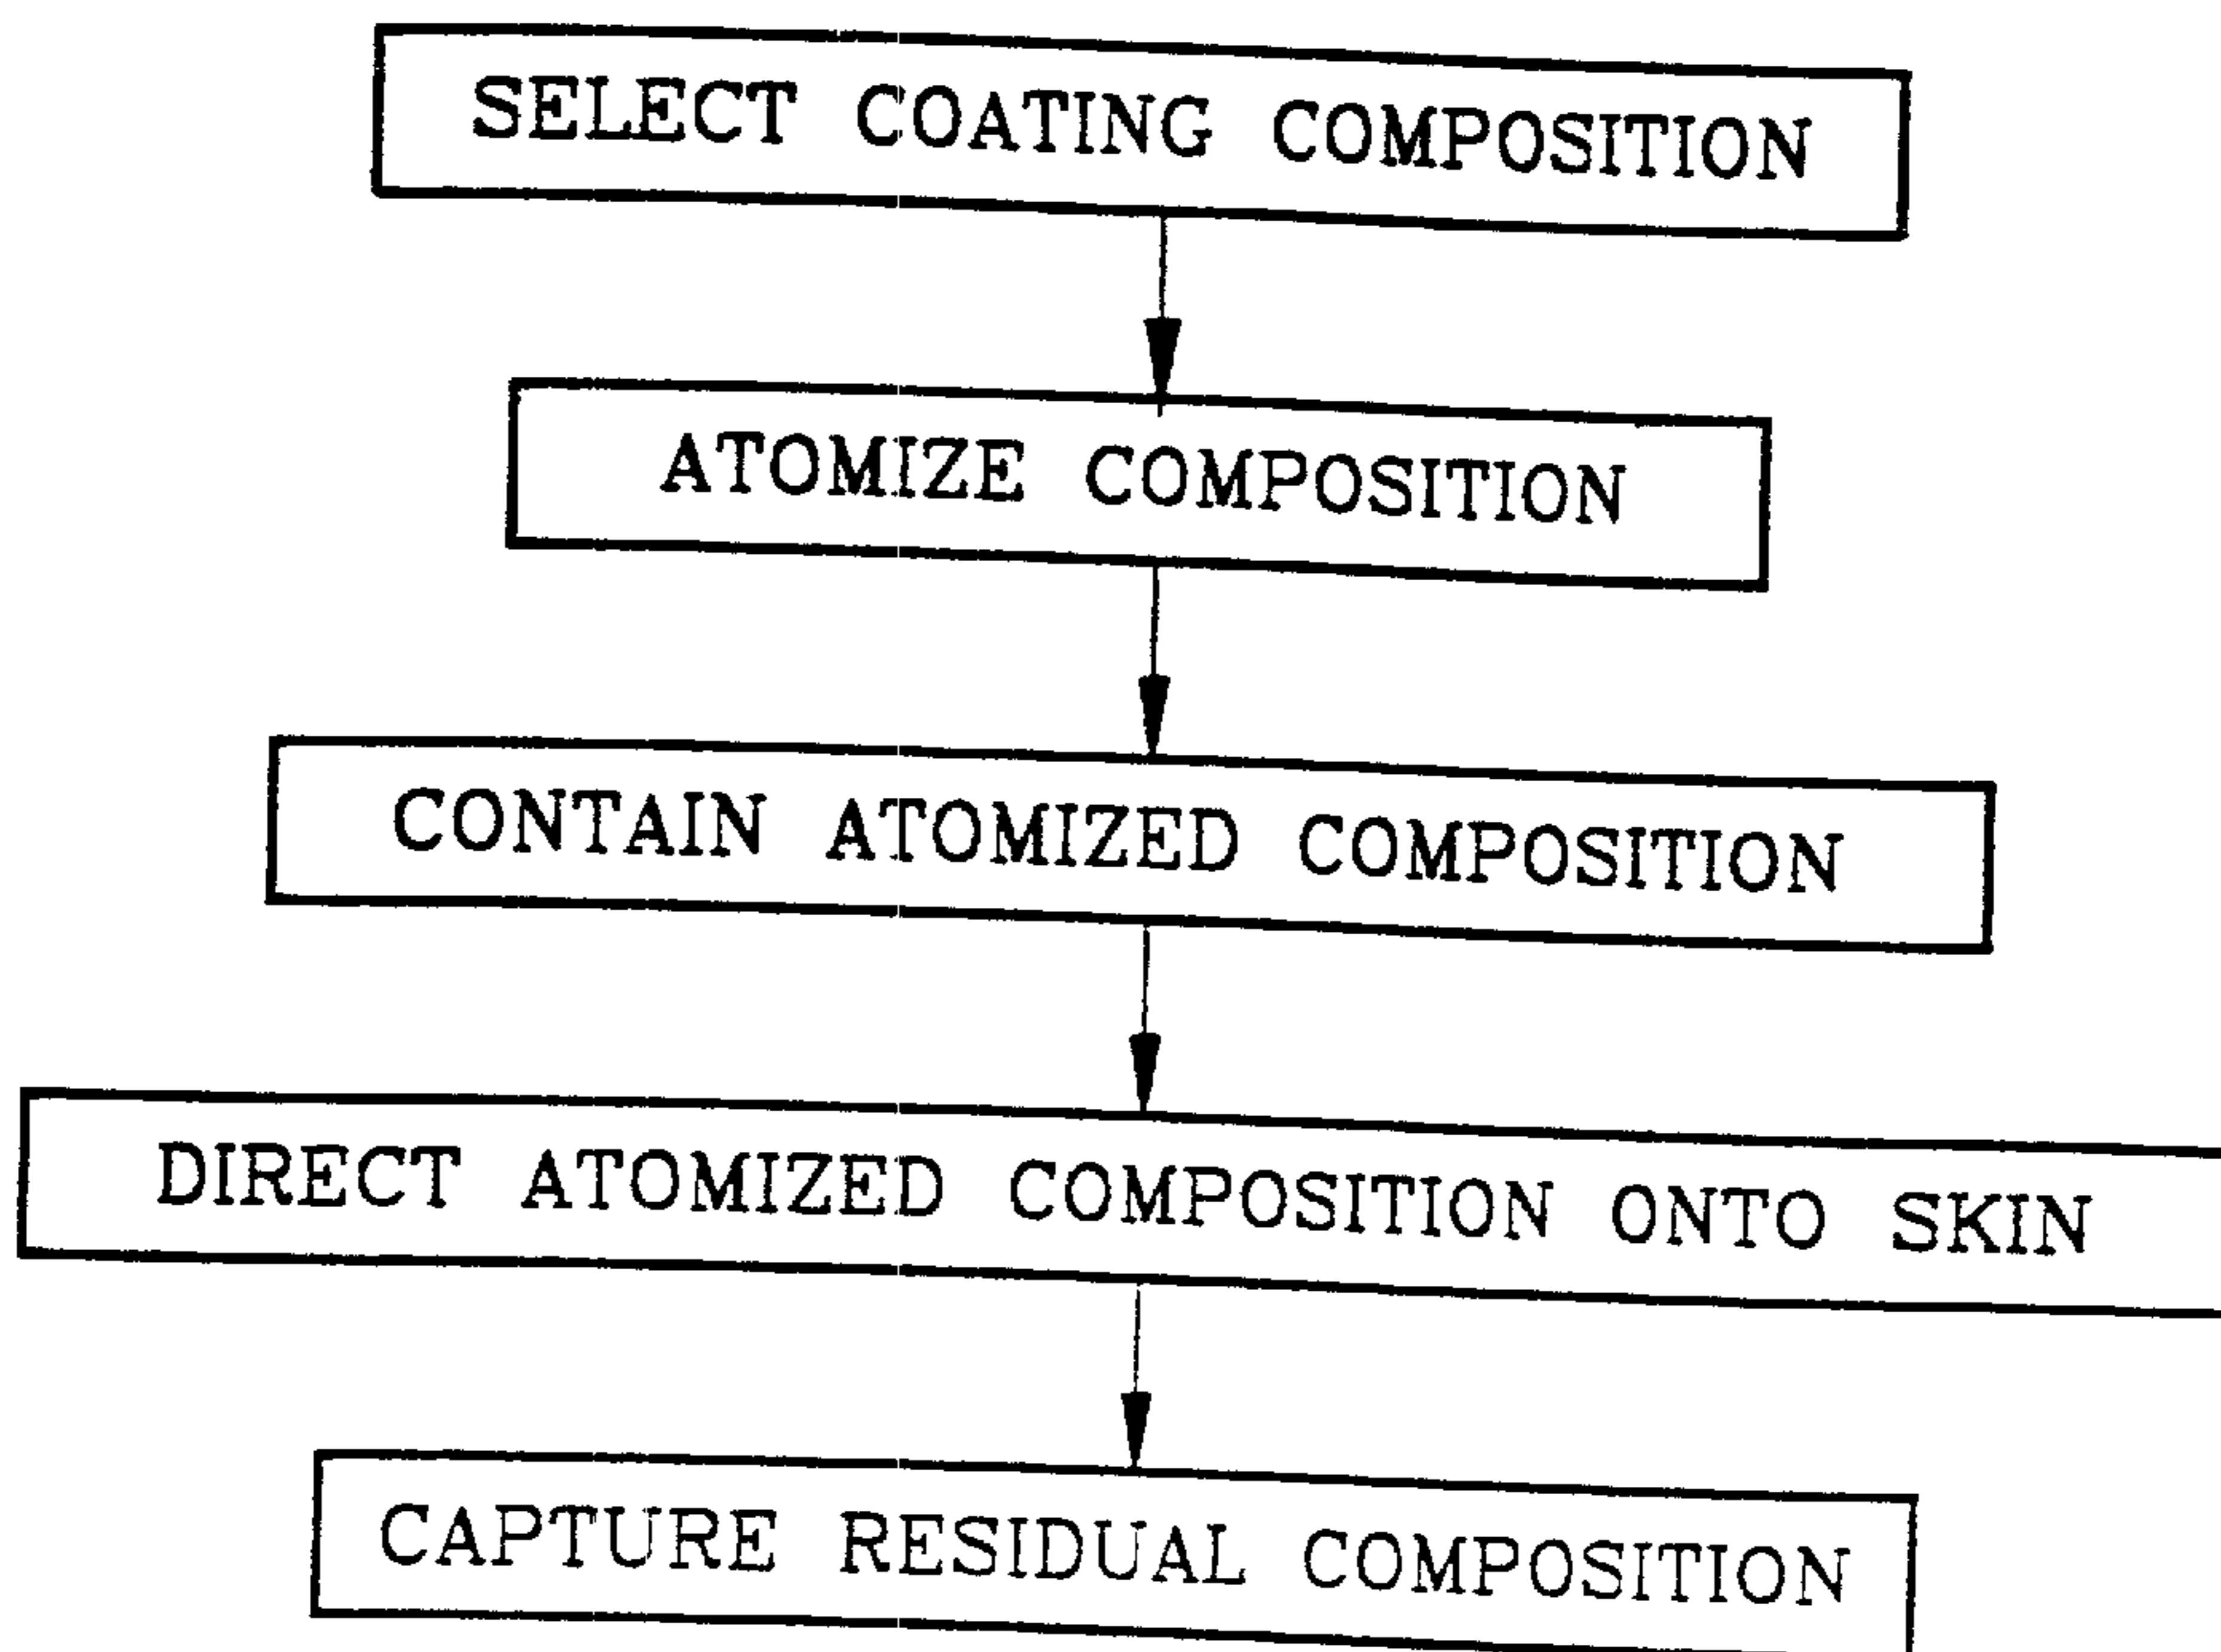 SELECT COATING COMPOSITION
ATOMIZE COMPOSITION
CONTAIN ATOMIZED COMPOSITION
DIRECT ATOMIZED COMPOSITION ONTO SKIN
CAPTURE RESIDUAL COMPOSITION